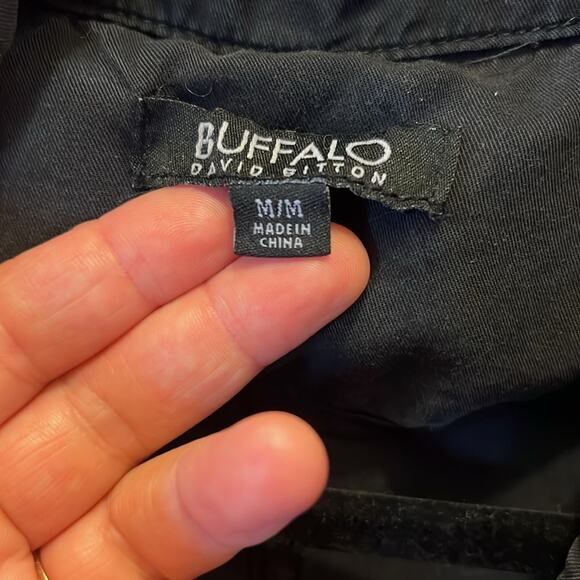 BUFFALO
DAVID BITTON
M/M
MADE IN
CHINA